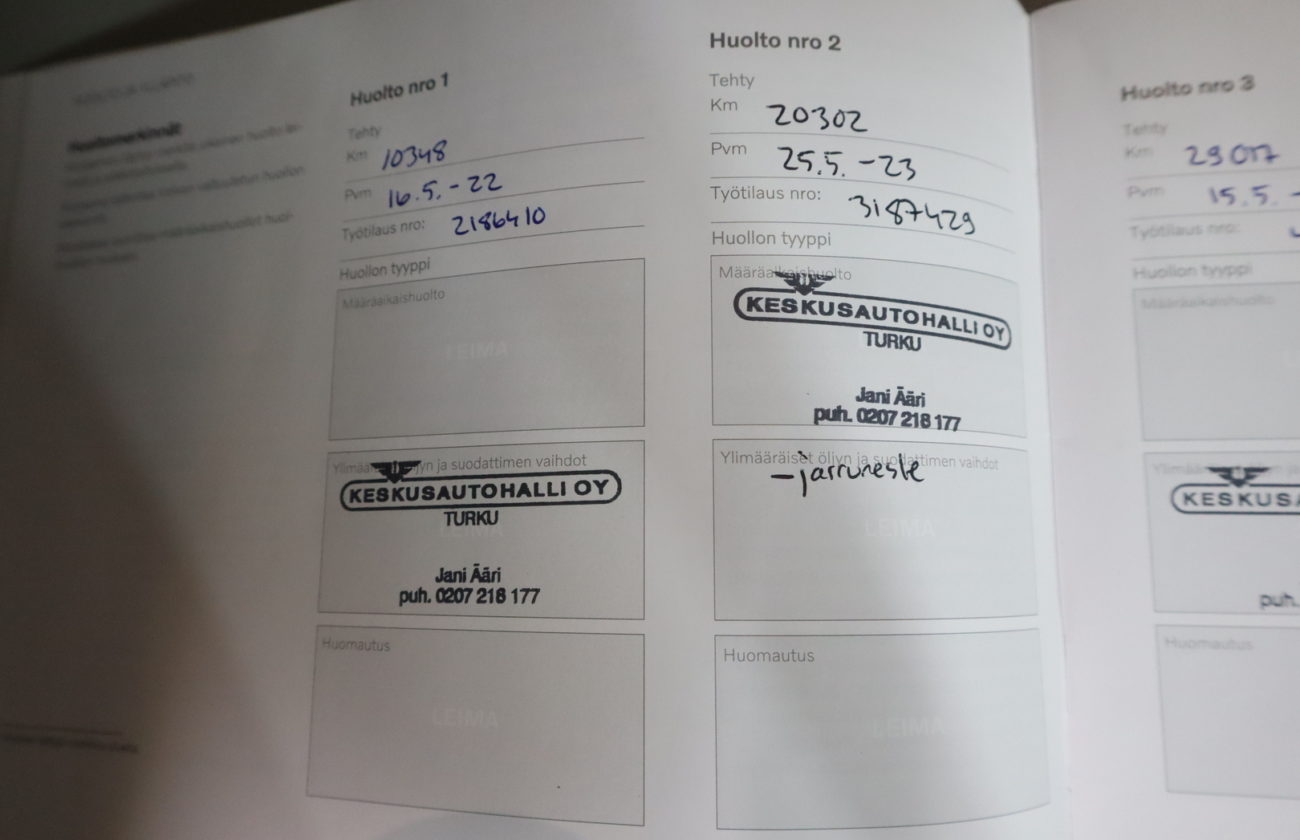 Huolto nro 1
Tehty
Km 10348
Pvm 16.5.-22
Työtilaus nro: 2186410
Huollon tyyppi
Määräaikaishuolto
LEIMA
öljyn ja suodattimen vaihdot
KESKUSAUTOHALLI OY
TURKU
LEIMA
Jani Ääri
puh. 0207 218 177
Huomautus
LEIMA
Huolto nro 2
Tehty
Km 20302
Pvm 25.5.-23
Työtilaus nro: 3187429
Huollon tyyppi
Määräaikaishuolto
KESKUSAUTOHALLI OY
TURKU
Jani Ääri
puh. 0207 218 177
Ylimääräiset öljyn ja suodattimen vaihdot
-jarruneste
LEIMA
Huomautus
LEIMA
Huolto nro 3
Tehty
Km 29017
Pvm 15.5.-
Työtilaus nro:
Huollon tyyppi
Määräaikaishuolto
KESKUSA
puh.
Huomautus